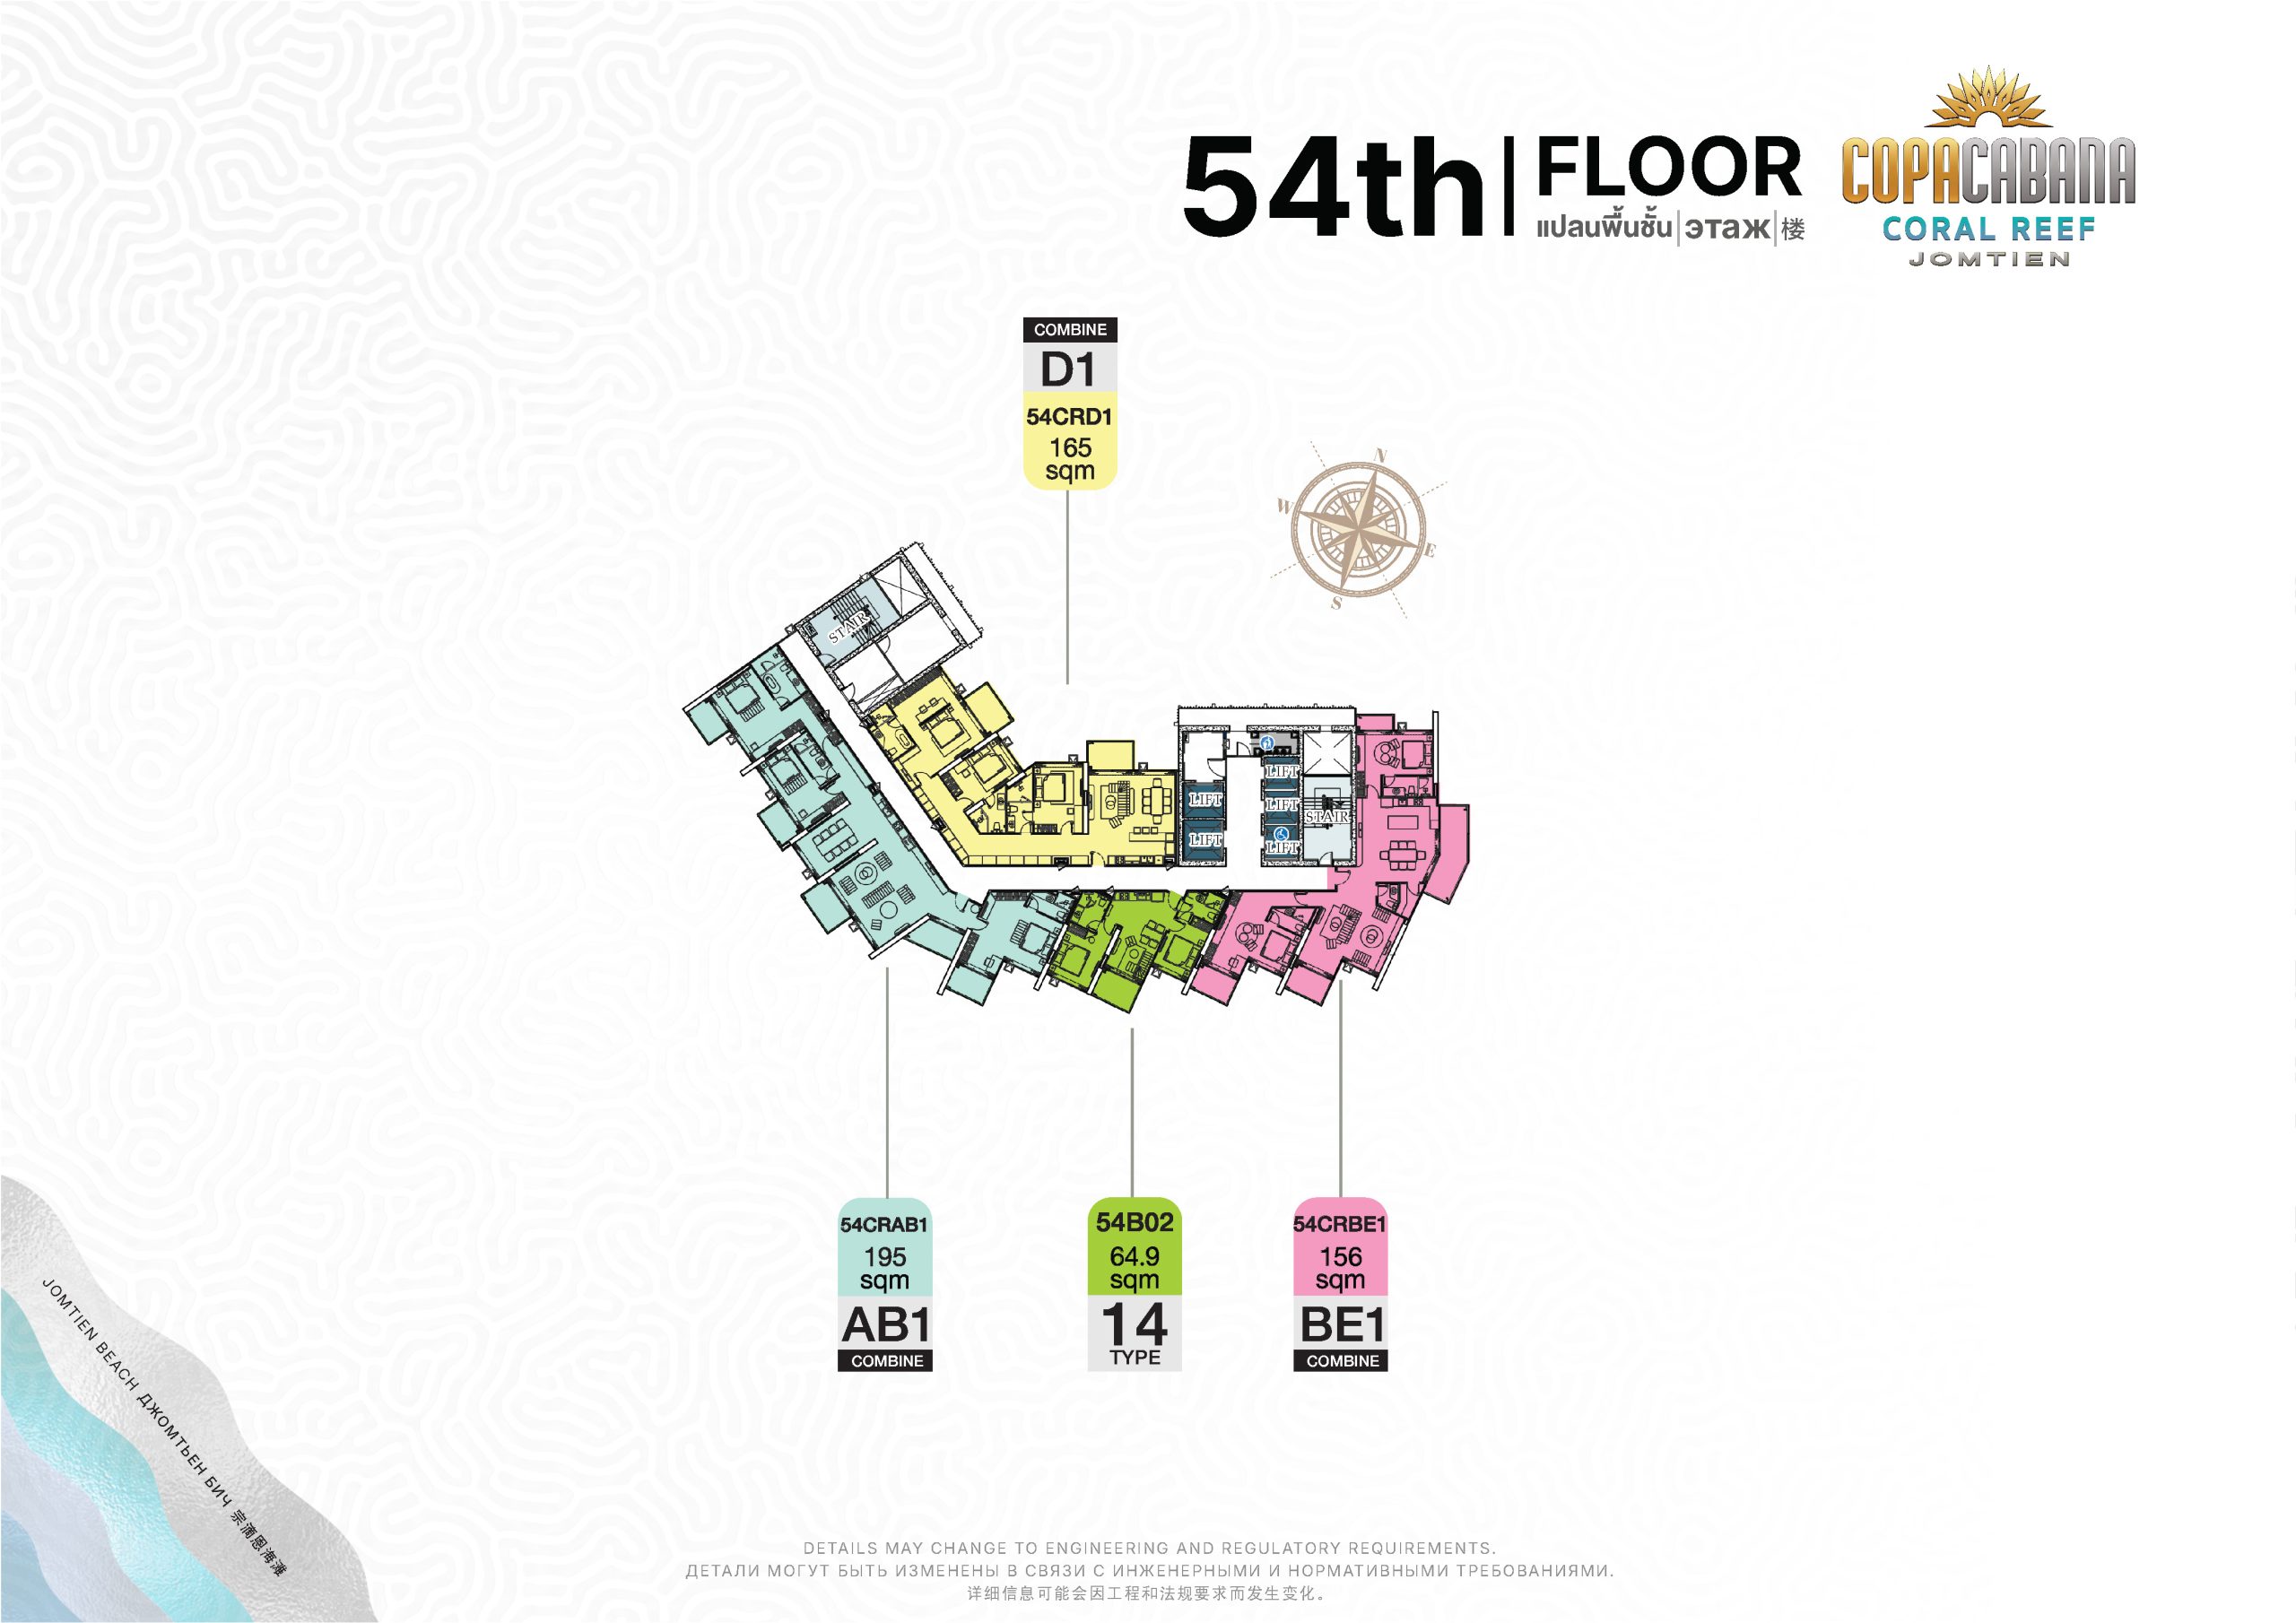 54th
FLOOR
แปลนพื้นชั้น|этаж|楼
COPACABANA
CORAL REEF
JOMTIEN
COMBINE
D1
54CRD1
165
sqm
N
W
E
S
STAIR
LIFT
LIFT
LIFT
LIFT
LIFT
STAIR
54CRAB1
195
sqm
AB1
COMBINE
54B02
64.9
sqm
14
TYPE
54CRBE1
156
sqm
BE1
COMBINE
JOMTIEN BEACH ДЖОМТЬЕН БИЧ 宗滴恩海滩
DETAILS MAY CHANGE TO ENGINEERING AND REGULATORY REQUIREMENTS.
ДЕТАЛИ МОГУТ БЫТЬ ИЗМЕНЕНЫ В СВЯЗИ С ИНЖЕНЕРНЫМИ И НОРМАТИВНЫМИ ТРЕБОВАНИЯМИ.
详细信息可能会因工程和法规要求而发生变化。